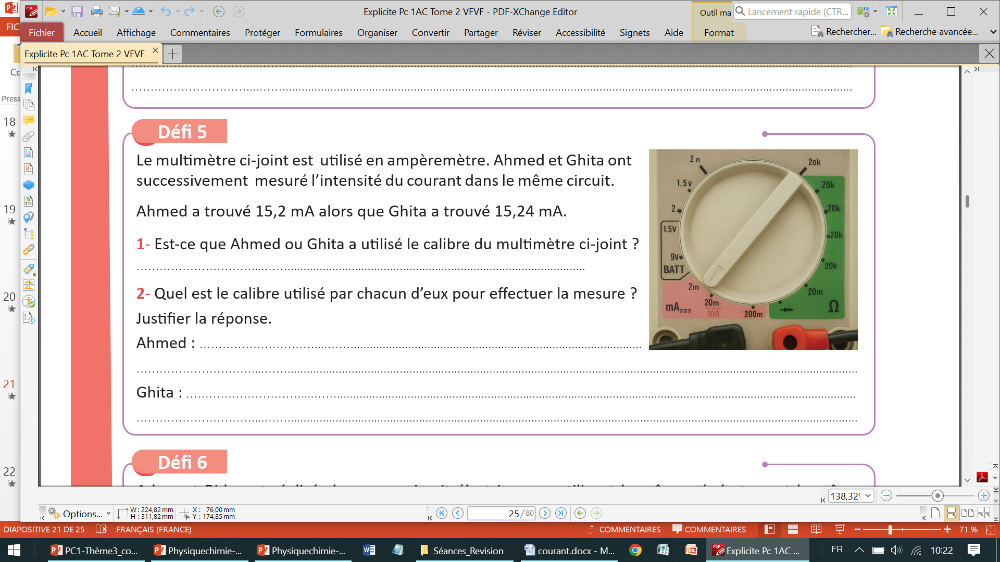 Explicite Pc 1AC Tome 2 VFVF - PDF-XChange Editor
Outil ma
Lancement rapide (CTR...
FIC
Fichier Accueil Affichage Commentaires Protéger Formulaires Organiser Convertir Partager Réviser Accessibilité Signets Aide Format Rechercher... Recherche avancée...
Explicite Pc 1AC Tome 2 VFVF
Co
Press
18
19
20
21
22
Défi 5
Le multimètre ci-joint est utilisé en ampèremètre. Ahmed et Ghita ont
successivement mesuré l’intensité du courant dans le même circuit.
Ahmed a trouvé 15,2 mA alors que Ghita a trouvé 15,24 mA.
1- Est-ce que Ahmed ou Ghita a utilisé le calibre du multimètre ci-joint ?
2- Quel est le calibre utilisé par chacun d’eux pour effectuer la mesure ?
Justifier la réponse.
Ahmed :
Ghita :
2 n
2ok
1.5v
20k
2
20k
1.5V
20k
9V
20k
BATT
2m
20m
20m
mA
10A
200m
Ω
Défi 6
138,32%
Options...
W : 224,82 mm
H : 311,82 mm
X : 76,00 mm
Y : 174,85 mm
25 / 80
DIAPOSITIVE 21 DE 25 FRANÇAIS (FRANCE) COMMENTAIRES COMMENTAIRES 71 %
PC1-Thème3_co... Physiquechimie-... Physiquechimie-... Séances_Revision courant.docx - M... Explicite Pc 1AC ... FR 10:22